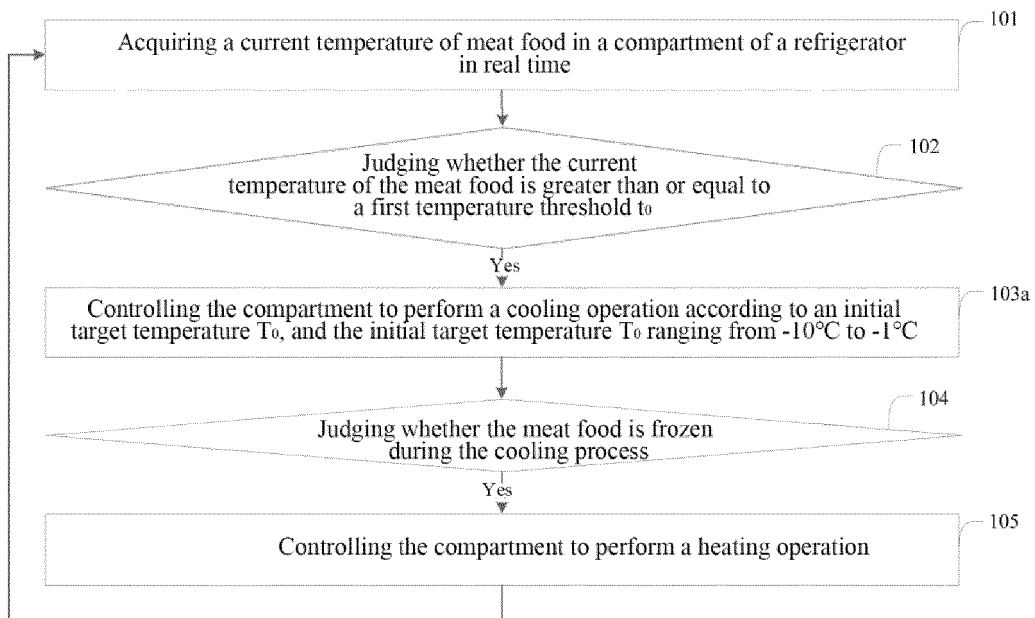 101
Acquiring a current temperature of meat food in a compartment of a refrigerator
in real time
102
Judging whether the current
temperature of the meat food is greater than or equal to
a first temperature threshold t₀
Yes
103a
Controlling the compartment to perform a cooling operation according to an initial
target temperature T₀, and the initial target temperature T₀ ranging from -10℃ to -1℃
104
Judging whether the meat food is frozen
during the cooling process
Yes
105
Controlling the compartment to perform a heating operation